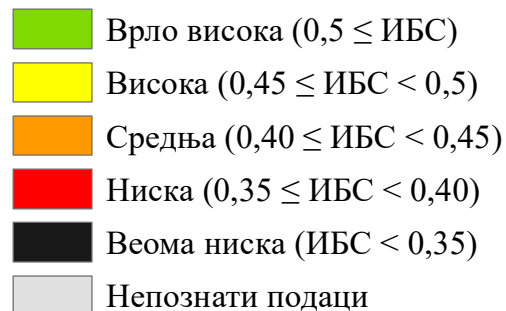 Врло висока (0,5 ≤ ИБС)
Висока (0,45 ≤ ИБС < 0,5)
Средња (0,40 ≤ ИБС < 0,45)
Ниска (0,35 ≤ ИБС < 0,40)
Веома ниска (ИБС < 0,35)
Непознати подаци